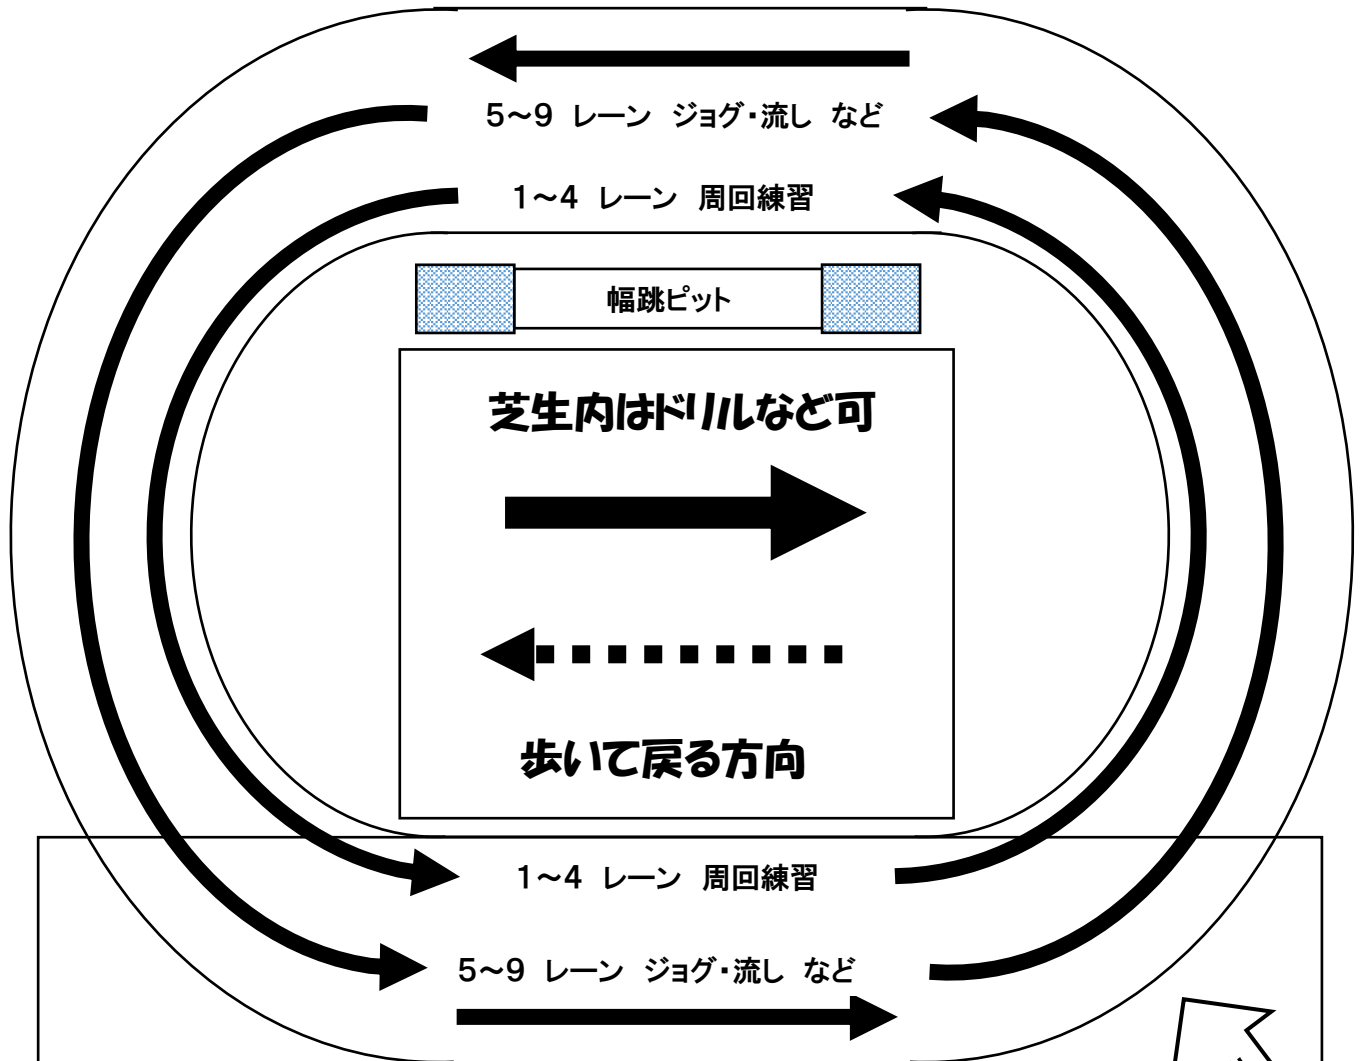 5～9 レーン ジョグ・流し など
1～4 レーン 周回練習
幅跳ピット
芝生内はドリルなど可
歩いて戻る方向
1～4 レーン 周回練習
5～9 レーン ジョグ・流し など